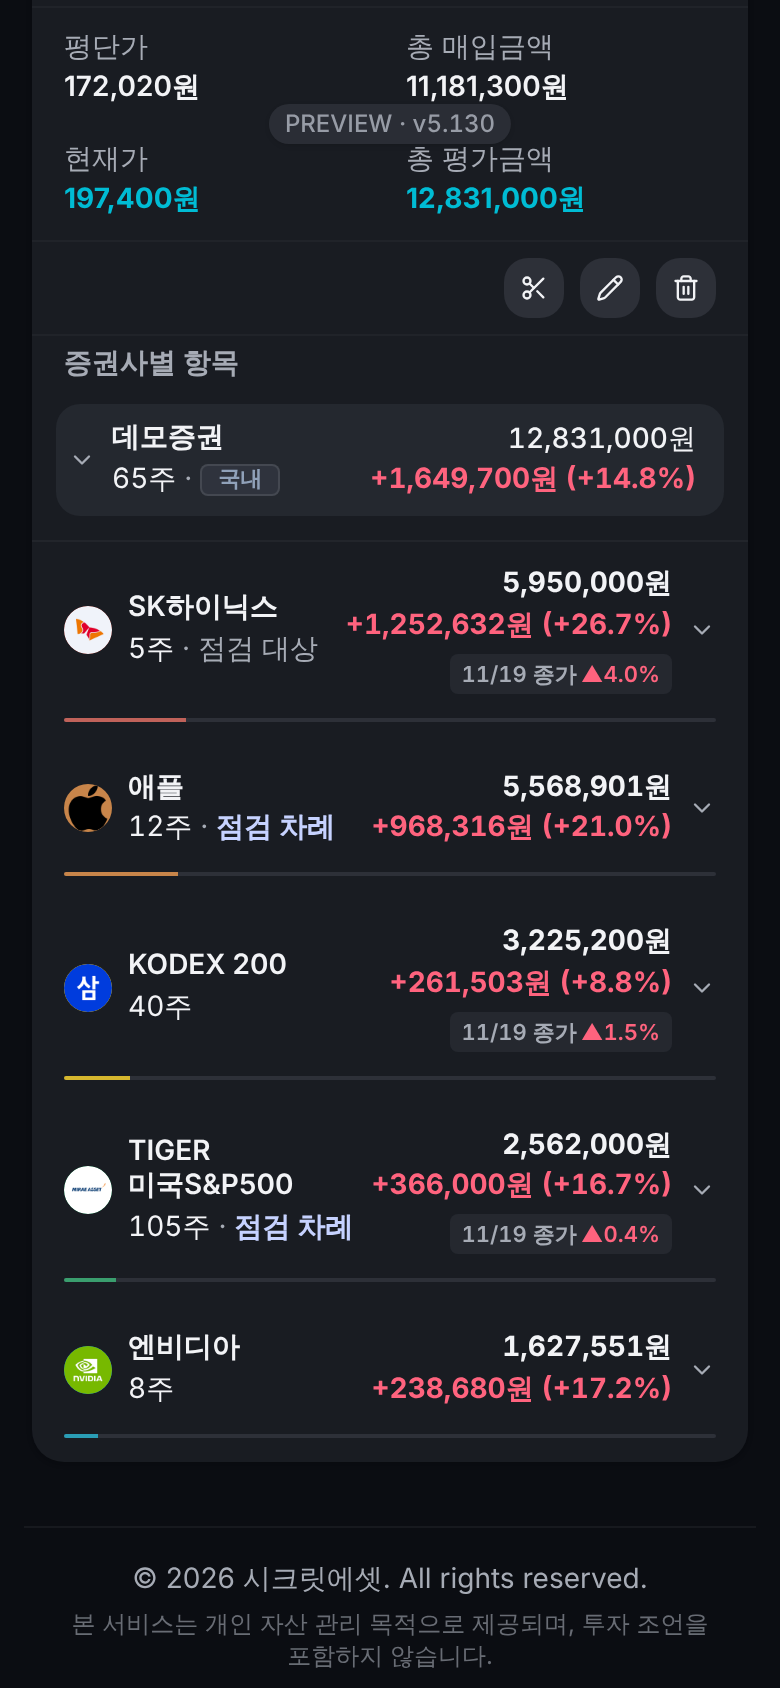 평단가
총 매입금액
172,020원
11,181,300원
PREVIEW · v5.130
현재가
총 평가금액
197,400원
12,831,000원
증권사별 항목
데모증권
12,831,000원
65주 · 국내
+1,649,700원 (+14.8%)
5,950,000원
SK하이닉스
+1,252,632원 (+26.7%)
5주 · 점검 대상
11/19 종가 ▲4.0%
애플
5,568,901원
12주 · 점검 차례
+968,316원 (+21.0%)
3,225,200원
KODEX 200
삼
+261,503원 (+8.8%)
40주
11/19 종가 ▲1.5%
TIGER
미국S&P500
2,562,000원
MIRAE ASSET
+366,000원 (+16.7%)
105주 · 점검 차례
11/19 종가 ▲0.4%
엔비디아
1,627,551원
NVIDIA
8주
+238,680원 (+17.2%)
© 2026 시크릿에셋. All rights reserved.
본 서비스는 개인 자산 관리 목적으로 제공되며, 투자 조언을
포함하지 않습니다.